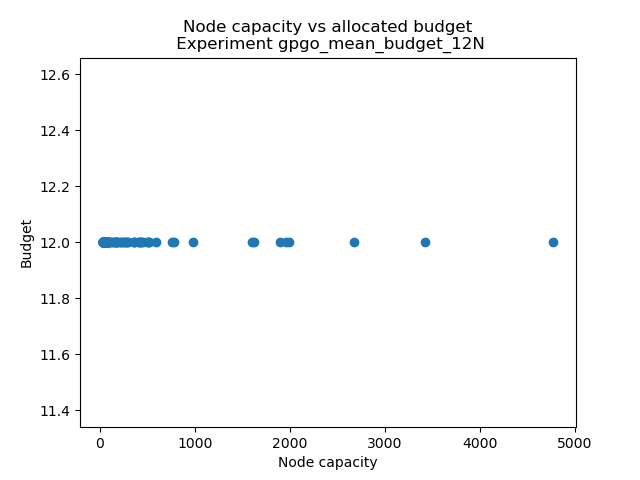 Node capacity vs allocated budget
Experiment gpgo_mean_budget_12N
12.6
12.4
12.2
12.0
11.8
11.6
11.4
Budget
0 1000 2000 3000 4000 5000
Node capacity